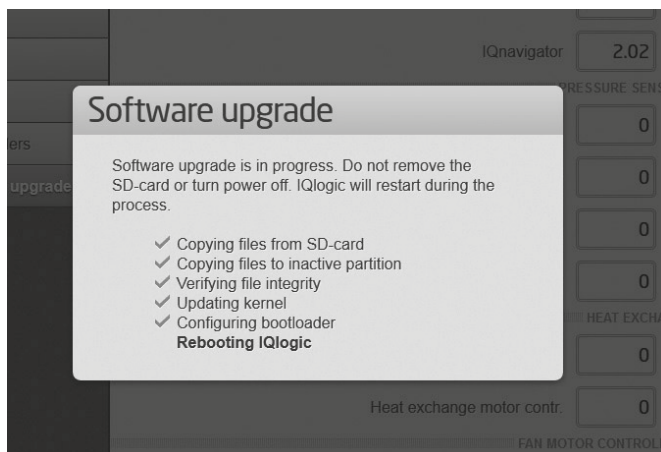 IQnavigator 2.02
PRESSURE SENS
Software upgrade
0
ders
Software upgrade is in progress. Do not remove the
upgrade
SD-card or turn power off. IQlogic will restart during the
0
process.
0
Copying files from SD-card
Copying files to inactive partition
Verifying file integrity
0
Updating kernel
Configuring bootloader
HEAT EXCHA
Rebooting IQlogic
0
Heat exchange motor contr. 0
FAN MOTOR CONTROL